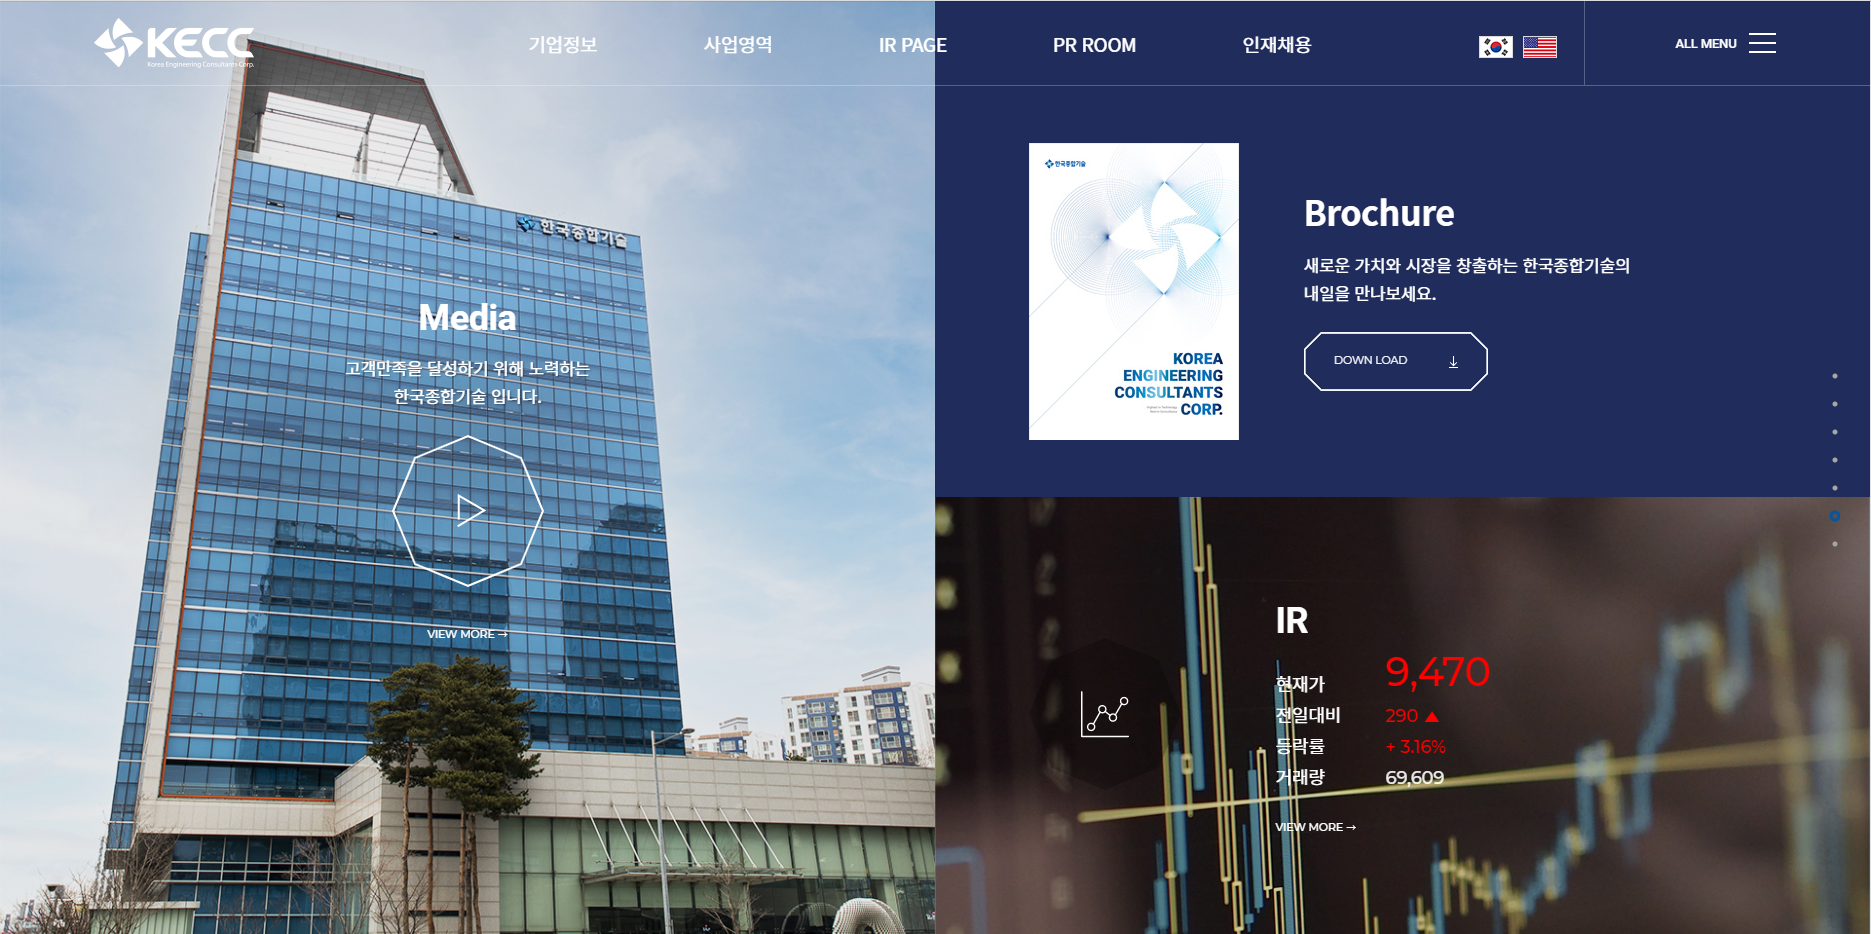 KECC
Korea Engineering Consultants Corp.
기업정보
사업영역
IR PAGE
PR ROOM
인재채용
ALL MENU
한국종합기술
Media
고객만족을 달성하기 위해 노력하는
한국종합기술 입니다.
VIEW MORE →
한국종합기술
KOREA
ENGINEERING
CONSULTANTS
CORP.
Brochure
새로운 가치와 시장을 창출하는 한국종합기술의
내일을 만나보세요.
DOWN LOAD
IR
현재가 9,470
전일대비 290 ▲
등락률 + 3.16%
거래량 69,609
VIEW MORE →